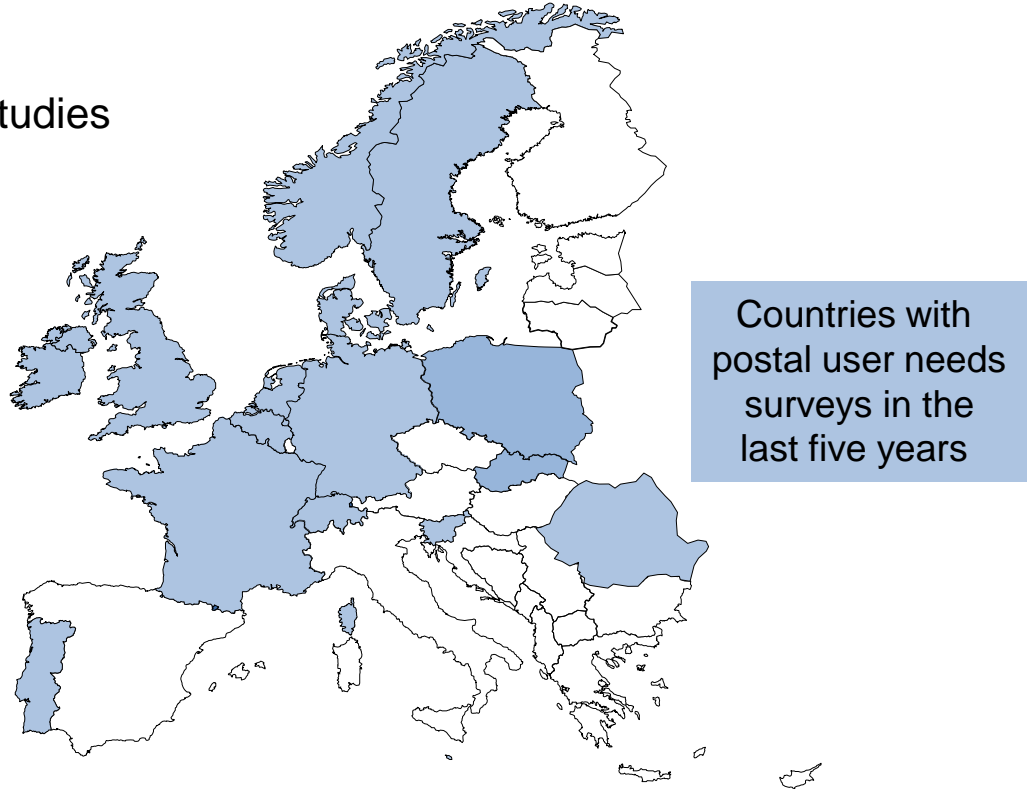 tudies
Countries with
postal user needs
surveys in the
last five years